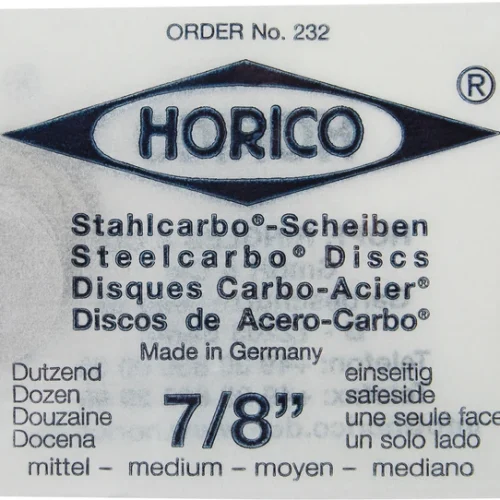 ORDER No. 232
HORICO ®
Stahlcarbo®-Scheiben
Steelcarbo® Discs
Disques Carbo-Acier®
Discos de Acero-Carbo®
Made in Germany
Dutzend
Dozen
Douzaine
Docena
7/8”
einseitig
safeside
une seule face
un solo lado
mittel - medium - moyen - mediano